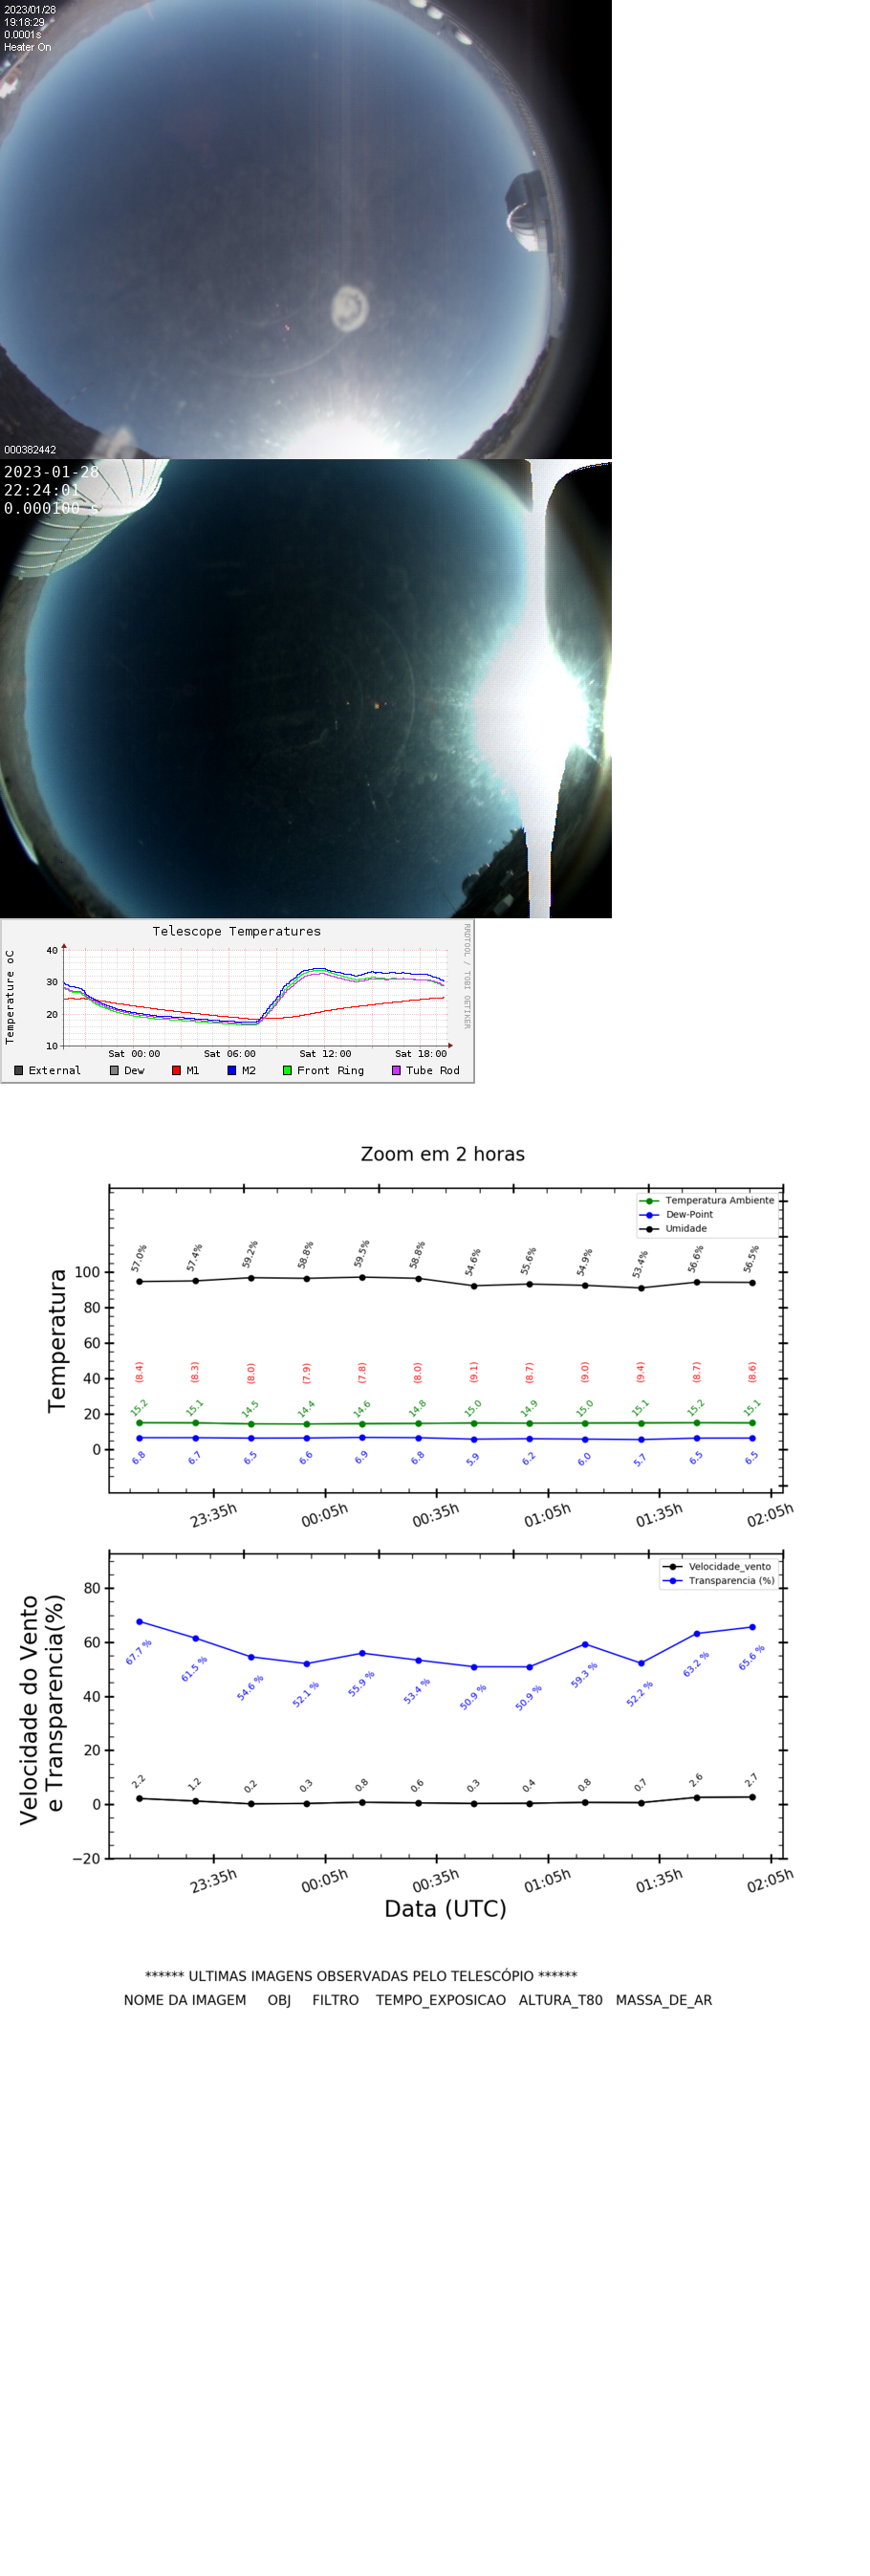 2023/01/28
19:18:29
0.0001s
Heater On
000382442
2023-01-28
22:24:01
0.000100 s
Telescope Temperatures
RRDTOOL / TOBI OETIKER
Temperature oC
40
30
20
10
Sat 00:00 Sat 06:00 Sat 12:00 Sat 18:00
External Dew M1 M2 Front Ring Tube Rod
Zoom em 2 horas
Temperatura Ambiente
Dew-Point
Umidade
Temperatura
100
80
60
40
20
0
57.0% 57.4% 59.2% 58.8% 59.5% 58.8% 54.6% 55.6% 54.9% 53.4% 56.6% 56.5%
(8.4) (8.3) (8.0) (7.9) (7.8) (8.0) (9.1) (8.7) (9.0) (9.4) (8.7) (8.6)
15.2 15.1 14.5 14.4 14.6 14.8 15.0 14.9 15.0 15.1 15.2 15.1
6.8 6.7 6.5 6.6 6.9 6.8 5.9 6.2 6.0 5.7 6.5 6.5
23:35h 00:05h 00:35h 01:05h 01:35h 02:05h
Velocidade_vento
Transparencia (%)
Velocidade do Vento
e Transparencia(%)
80
60
40
20
0
−20
67.7 % 61.5 % 54.6 % 52.1 % 55.9 % 53.4 % 50.9 % 50.9 % 59.3 % 52.2 % 63.2 % 65.6 %
2.2 1.2 0.2 0.3 0.8 0.6 0.3 0.4 0.8 0.7 2.6 2.7
23:35h 00:05h 00:35h 01:05h 01:35h 02:05h
Data (UTC)
****** ULTIMAS IMAGENS OBSERVADAS PELO TELESCÓPIO ******
NOME DA IMAGEM OBJ FILTRO TEMPO_EXPOSICAO ALTURA_T80 MASSA_DE_AR